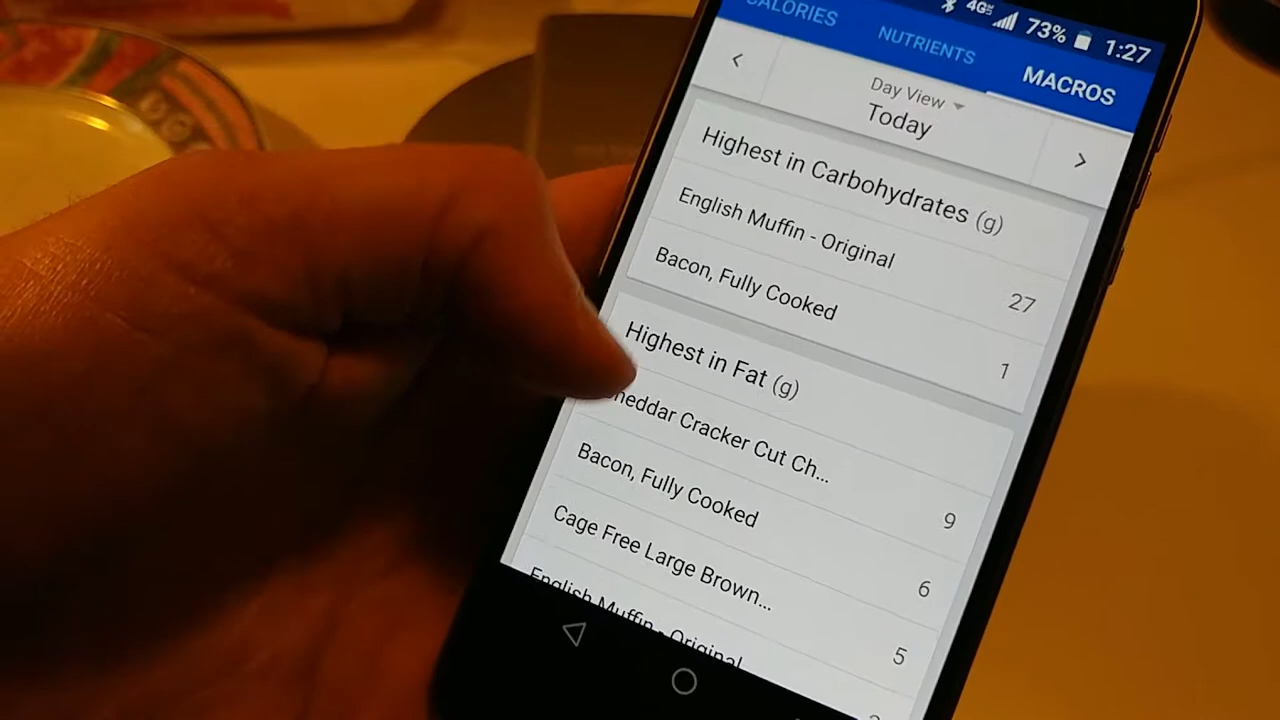 4G 73% 1:27
CALORIES NUTRIENTS MACROS
Day View
Today
Highest in Carbohydrates (g)
English Muffin - Original 27
Bacon, Fully Cooked 1
Highest in Fat (g)
Cheddar Cracker Cut Ch... 9
Bacon, Fully Cooked 6
Cage Free Large Brown... 5
English Muffin - Original